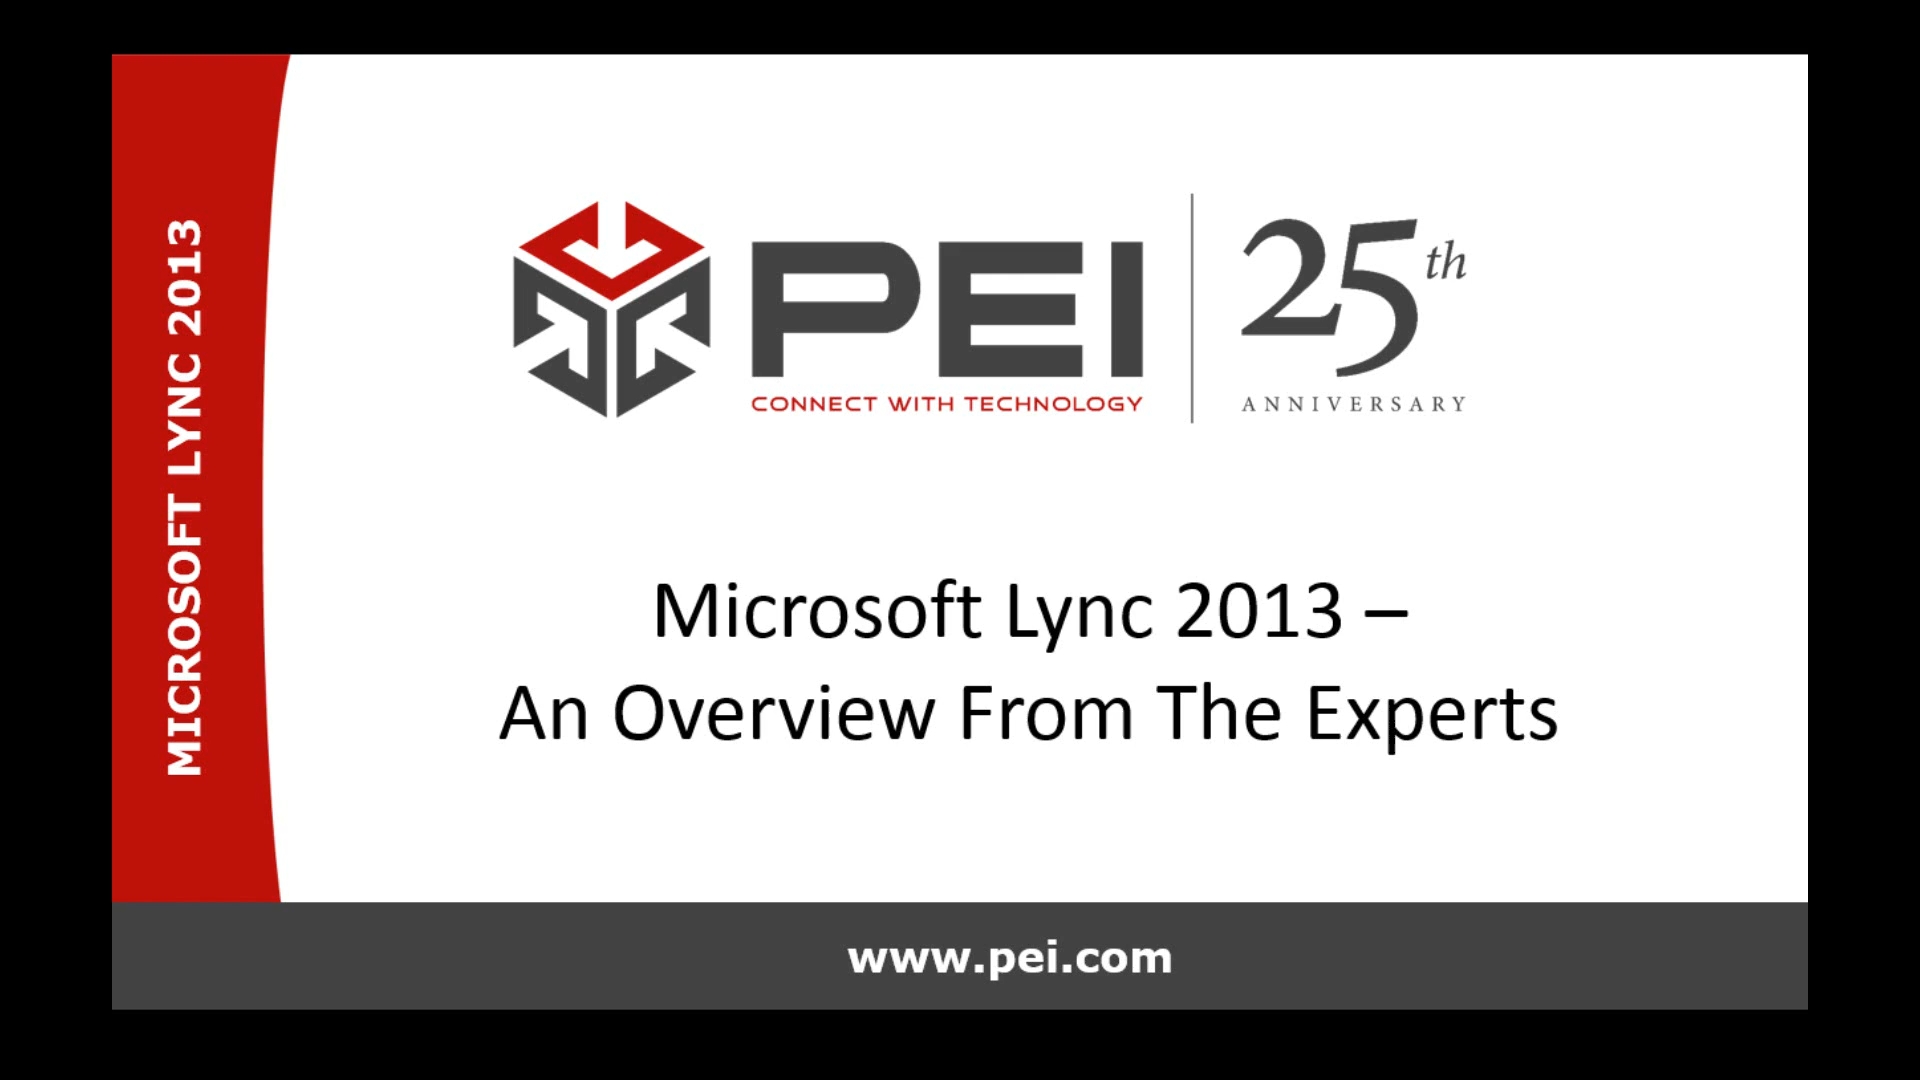 MICROSOFT LYNC 2013
PEI
CONNECT WITH TECHNOLOGY
25th
ANNIVERSARY
Microsoft Lync 2013 –
An Overview From The Experts
www.pei.com